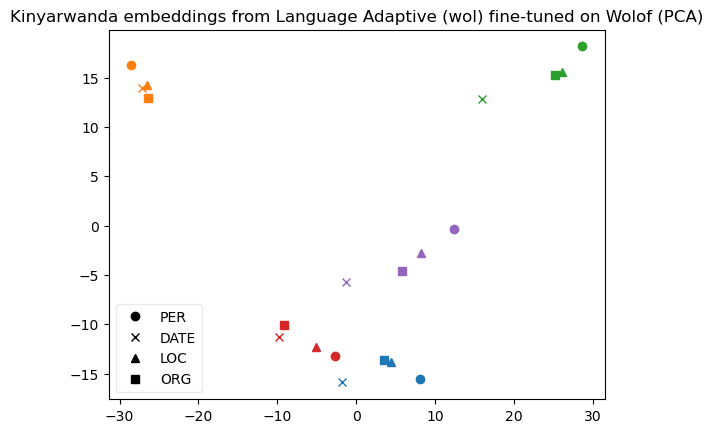 Kinyarwanda embeddings from Language Adaptive (wol) fine-tuned on Wolof (PCA)
15
10
5
0
−5
−10
−15
PER
DATE
LOC
ORG
−30 −20 −10 0 10 20 30